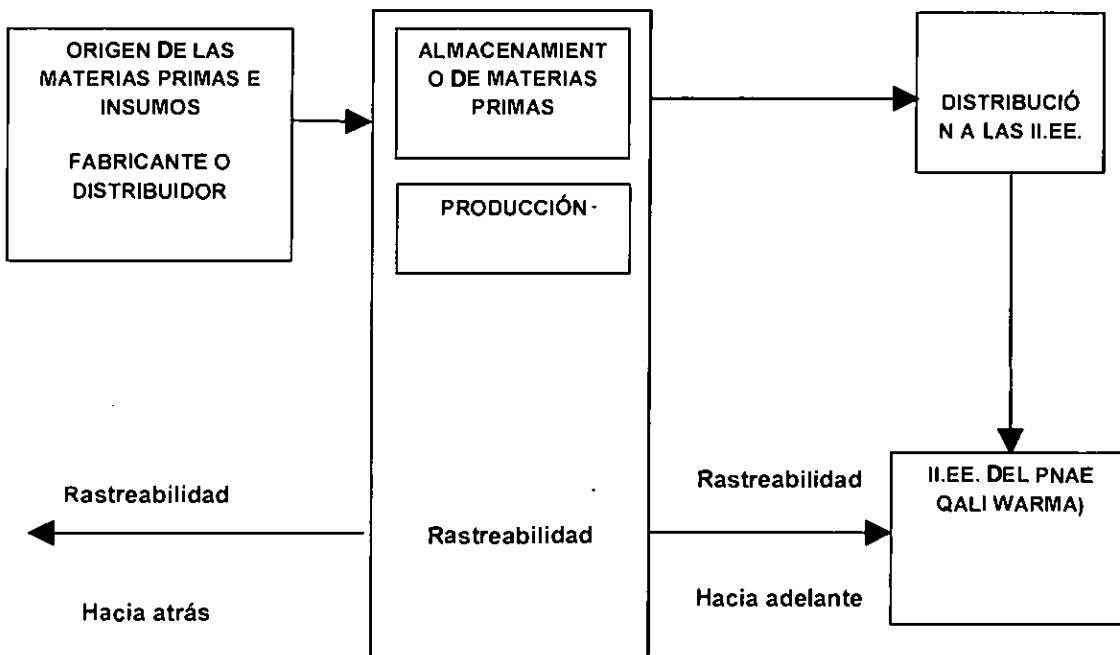 ORIGEN DE LAS
MATERIAS PRIMAS E
INSUMOS
FABRICANTE O
DISTRIBUIDOR
ALMACENAMIENT
O DE MATERIAS
PRIMAS
PRODUCCIÓN
DISTRIBUCIÓ
N A LAS II.EE.
Rastreabilidad
Hacia atrás
Rastreabilidad
Rastreabilidad
Hacia adelante
II.EE. DEL PNAE
QALI WARMA)